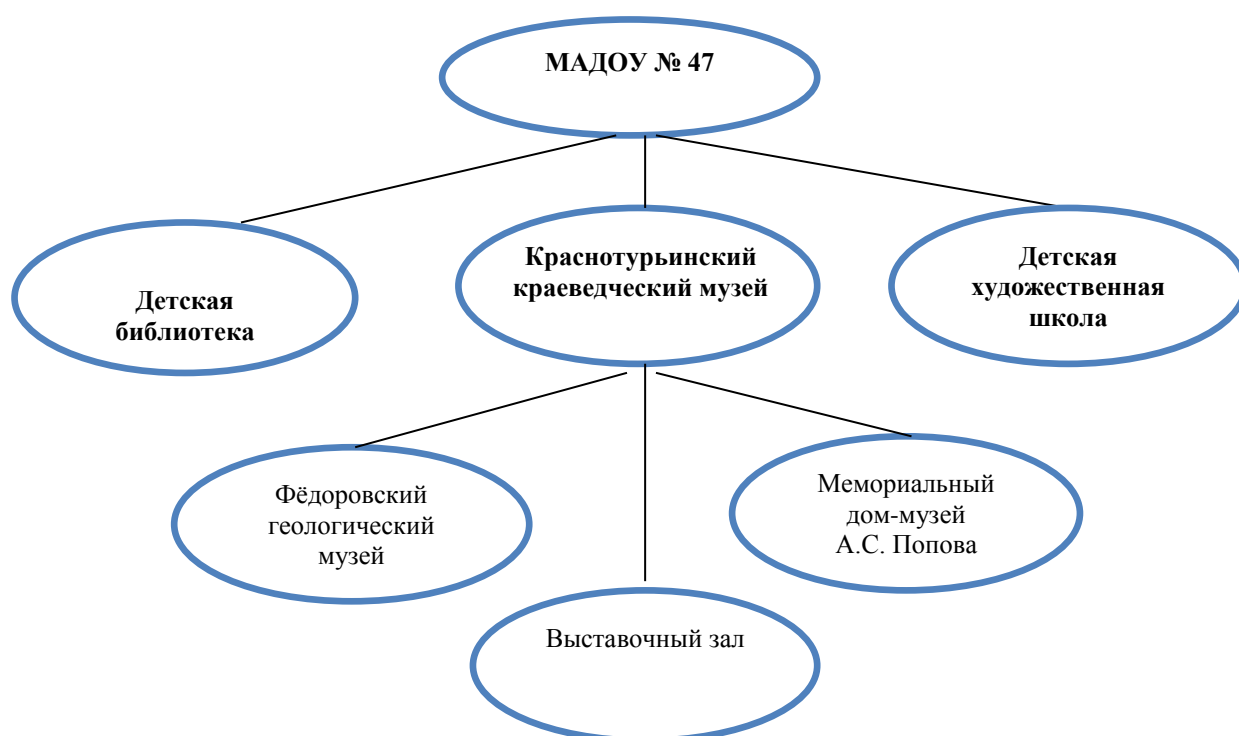 МАДОУ № 47
Детская
библиотека
Краснотурьинский
краеведческий музей
Детская
художественная
школа
Фёдоровский
геологический
музей
Мемориальный
дом-музей
А.С. Попова
Выставочный зал